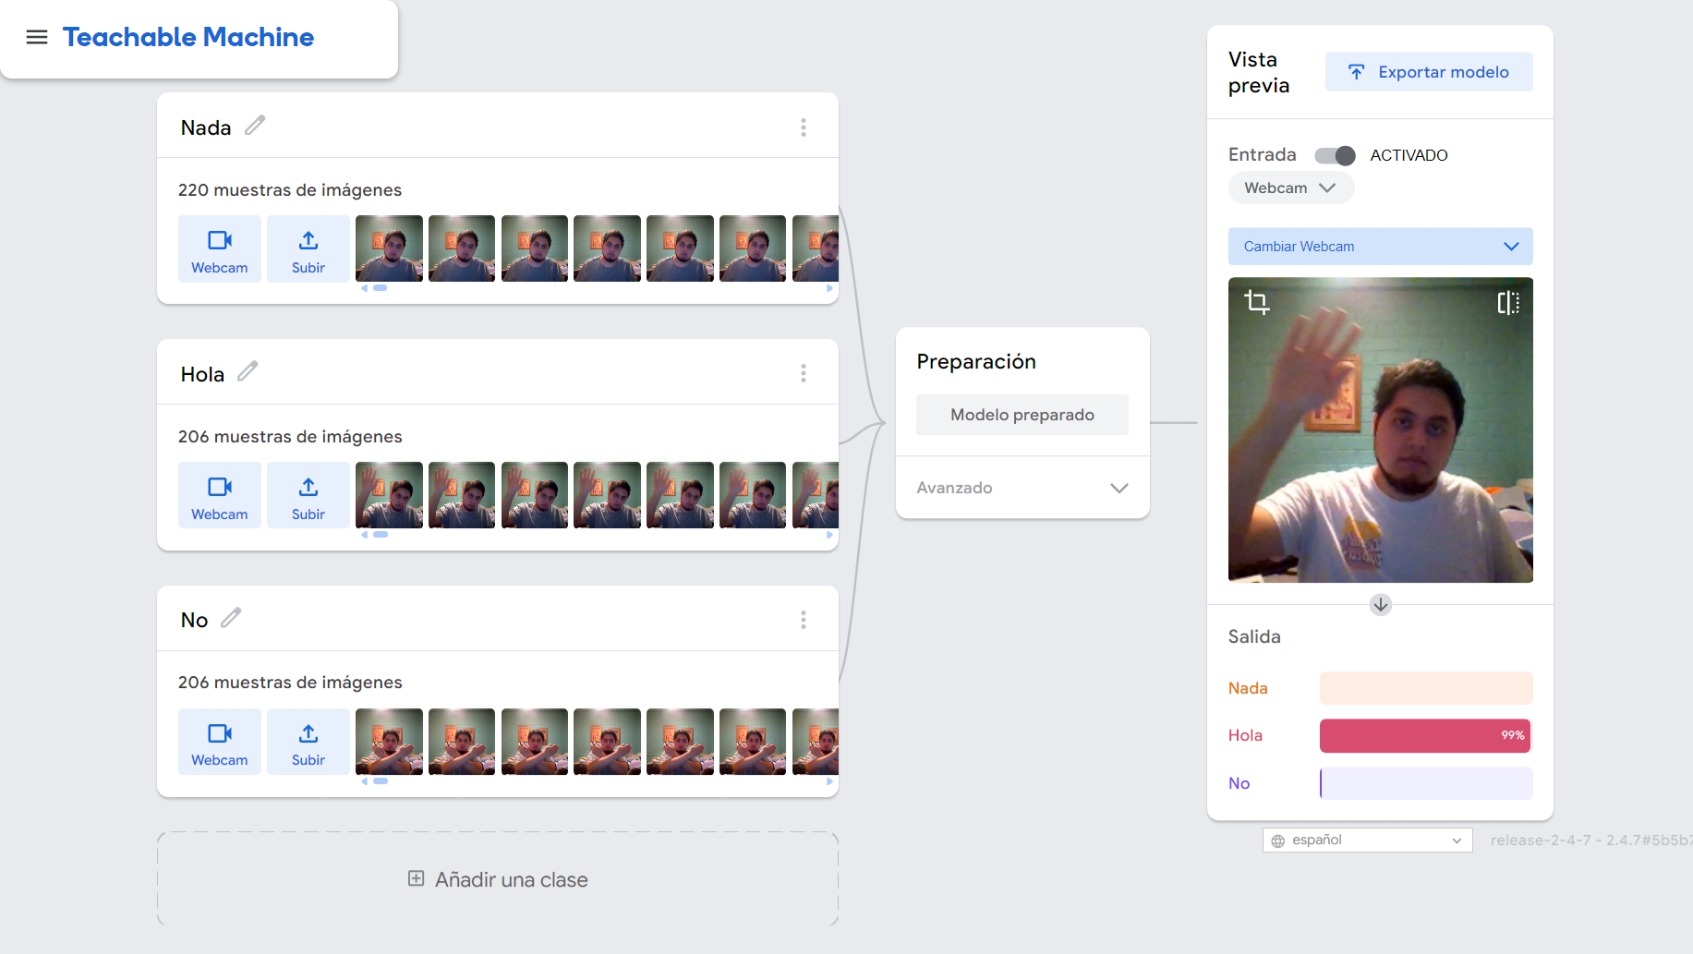 Teachable Machine
Nada
220 muestras de imágenes
Webcam
Subir
Hola
206 muestras de imágenes
Webcam
Subir
No
206 muestras de imágenes
Webcam
Subir
Añadir una clase
Preparación
Modelo preparado
Avanzado
Vista
previa
Exportar modelo
Entrada
ACTIVADO
Webcam
Cambiar Webcam
Salida
Nada
Hola
99%
No
español
release-2-4-7 - 2.4.7#5b5b7